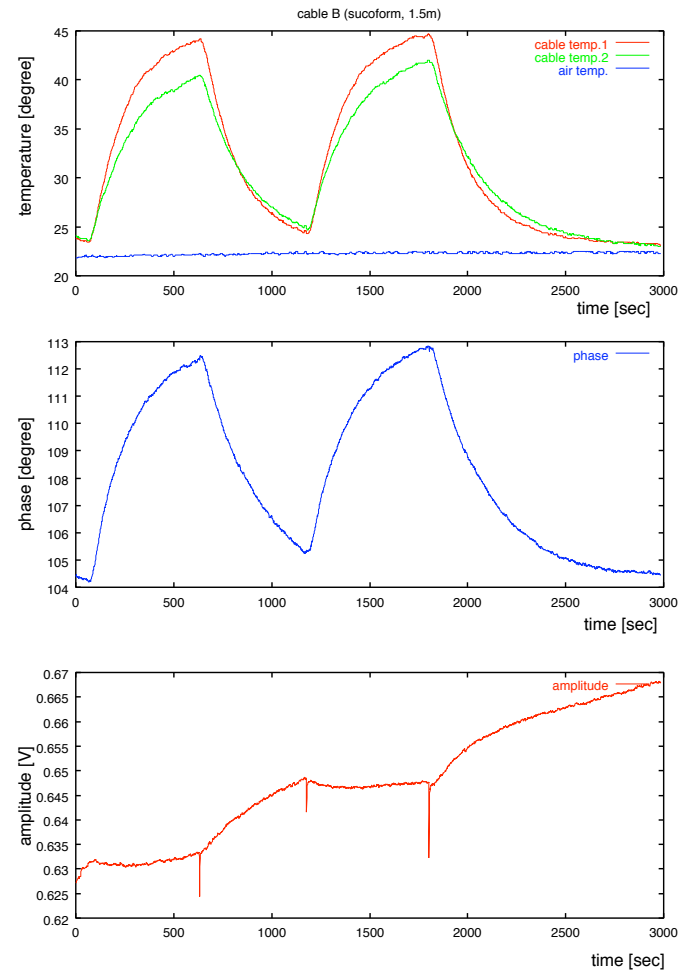 cable B (sucoform, 1.5m)
45
40
35
30
25
20
temperature [degree]
cable temp.1
cable temp.2
air temp.
0 500 1000 1500 2000 2500 3000
time [sec]
113
112
111
110
109
108
107
106
105
104
phase [degree]
phase
0 500 1000 1500 2000 2500 3000
time [sec]
0.67
0.665
0.66
0.655
0.65
0.645
0.64
0.635
0.63
0.625
0.62
amplitude [V]
amplitude
0 500 1000 1500 2000 2500 3000
time [sec]